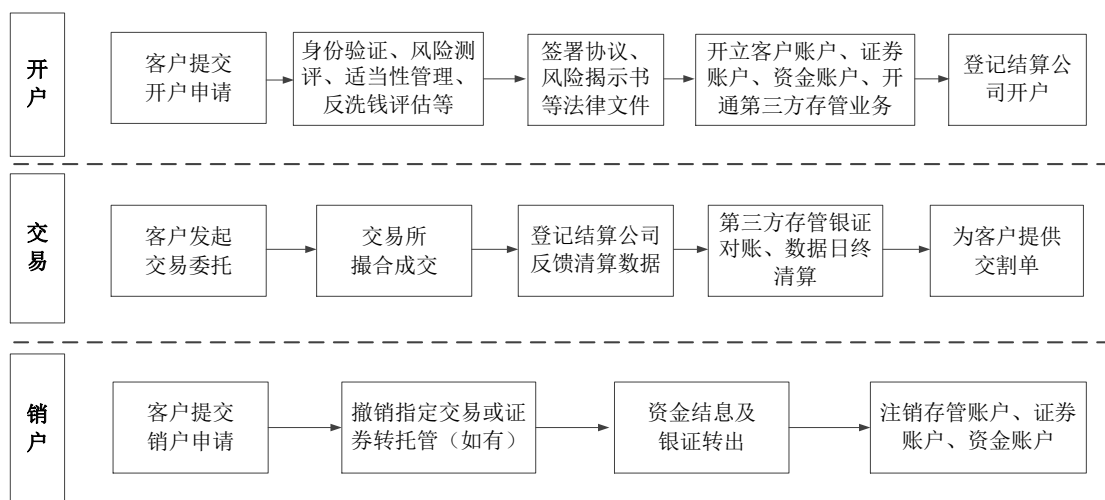 开
户
客户提交
开户申请
身份验证、风险测
评、适当性管理、
反洗钱评估等
签署协议、
风险揭示书
等法律文件
开立客户账户、证券
账户、资金账户、开
通第三方存管业务
登记结算公
司开户
交
易
客户发起
交易委托
交易所
撮合成交
登记结算公司
反馈清算数据
第三方存管银证
对账、数据日终
清算
为客户提供
交割单
销
户
客户提交
销户申请
撤销指定交易或证
券转托管（如有）
资金结息及
银证转出
注销存管账户、证券
账户、资金账户